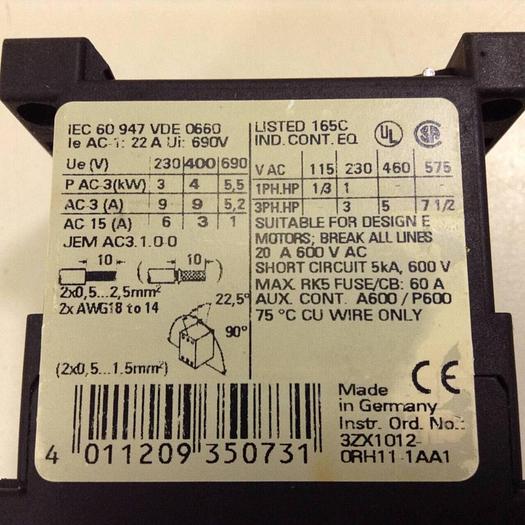 IEC 60 947 VDE 0660
Ie AC-1: 22 A Ui: 690V
Ue (V) 230 400 690
P AC-3(kW) 3 4 5,5
AC-3 (A) 9 9 5,2
AC 15 (A) 6 3 1
JEM AC3.1.0-0
10 10
2x0,5...2,5mm²
2x AWG18 to 14
22,5°
90°
(2x0,5...1.5mm²)
LISTED 165C
IND. CONT. EQ.
UL
V AC 115 230 460 575
1PH.HP 1/3 1 - -
3PH.HP 3 5 7 1/2
SUITABLE FOR DESIGN E
MOTORS; BREAK ALL LINES
20 A 600 V AC
SHORT CIRCUIT 5kA, 600 V
MAX. RK5 FUSE/CB: 60 A
AUX. CONT. A600 / P600
75 °C CU WIRE ONLY
Made
in Germany
CE
Instr. Ord. No.:
3ZX1012-
0RH11-1AA1
4 011209 350731